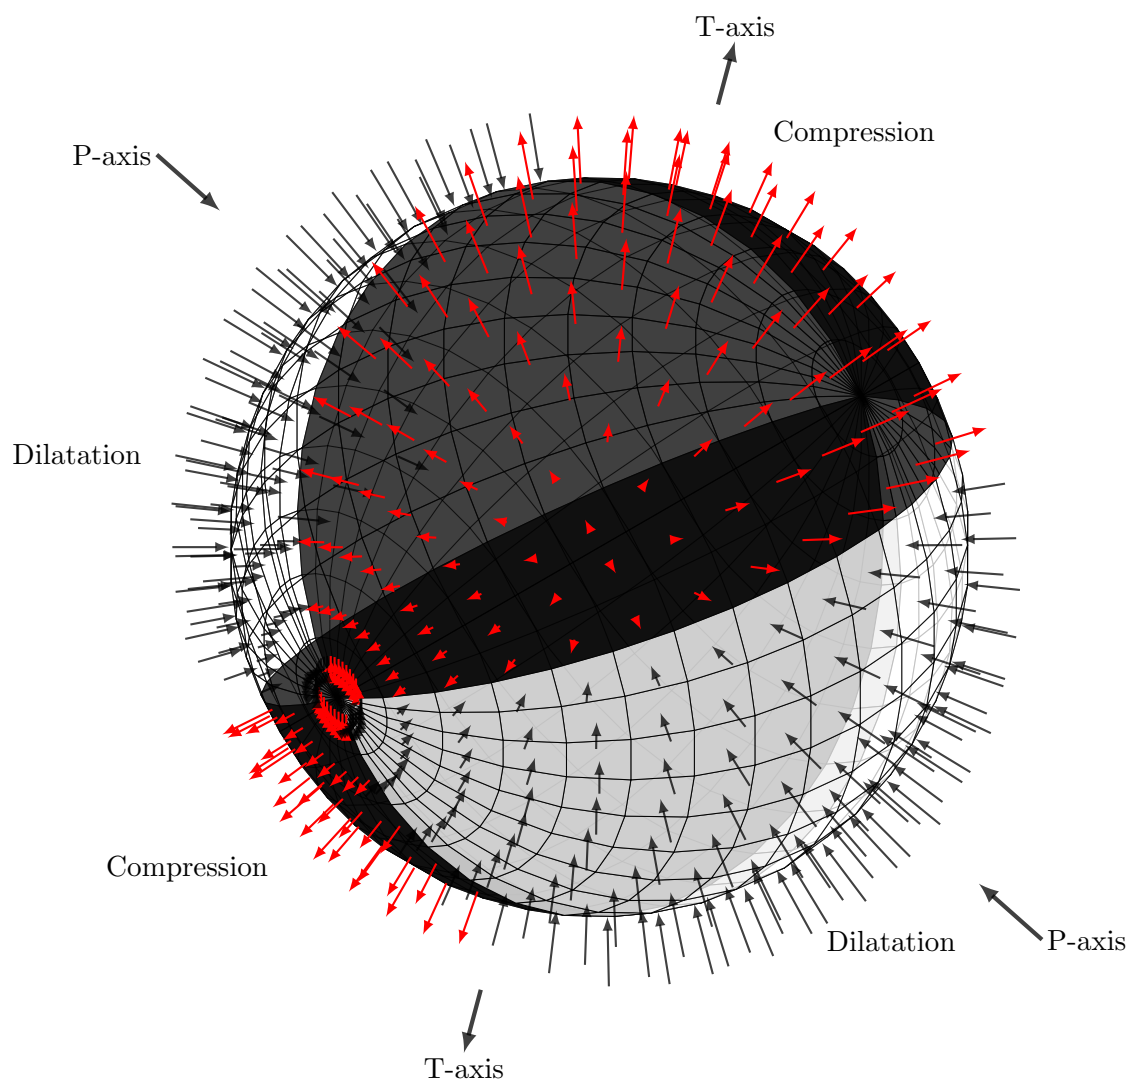 T-axis
Compression
P-axis
Dilatation
Compression
Dilatation
P-axis
T-axis